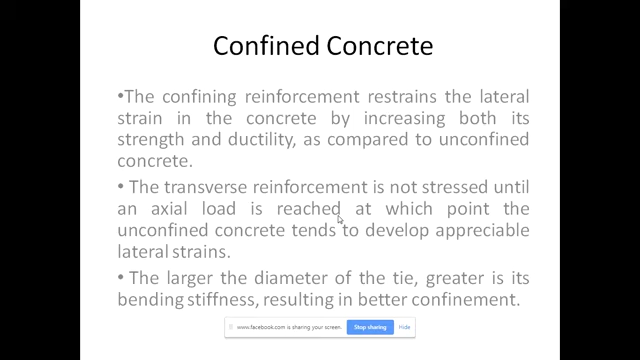 Confined Concrete
•The confining reinforcement restrains the lateral
strain in the concrete by increasing both its
strength and ductility, as compared to unconfined
concrete.
• The transverse reinforcement is not stressed until
an axial load is reached at which point the
unconfined concrete tends to develop appreciable
lateral strains.
• The larger the diameter of the tie, greater is its
bending stiffness, resulting in better confinement.
www.facebook.com is sharing your screen. Stop sharing Hide